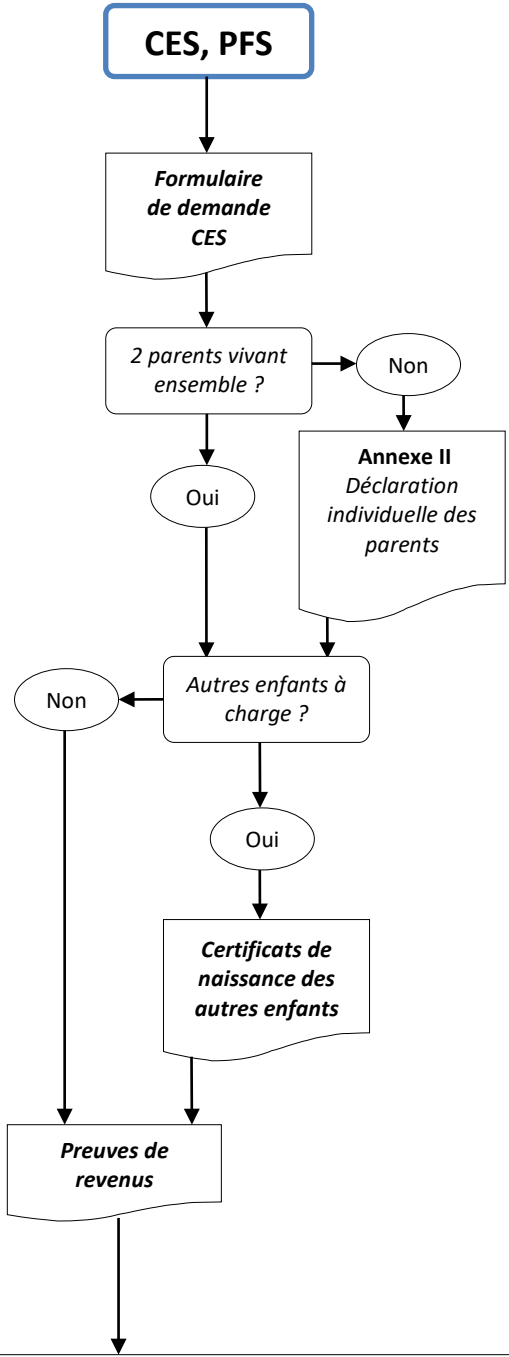 CES, PFS
Formulaire
de demande
CES
2 parents vivant
ensemble ?
Non
Oui
Annexe II
Déclaration
individuelle des
parents
Autres enfants à
charge ?
Non
Oui
Certificats de
naissance des
autres enfants
Preuves de
revenus